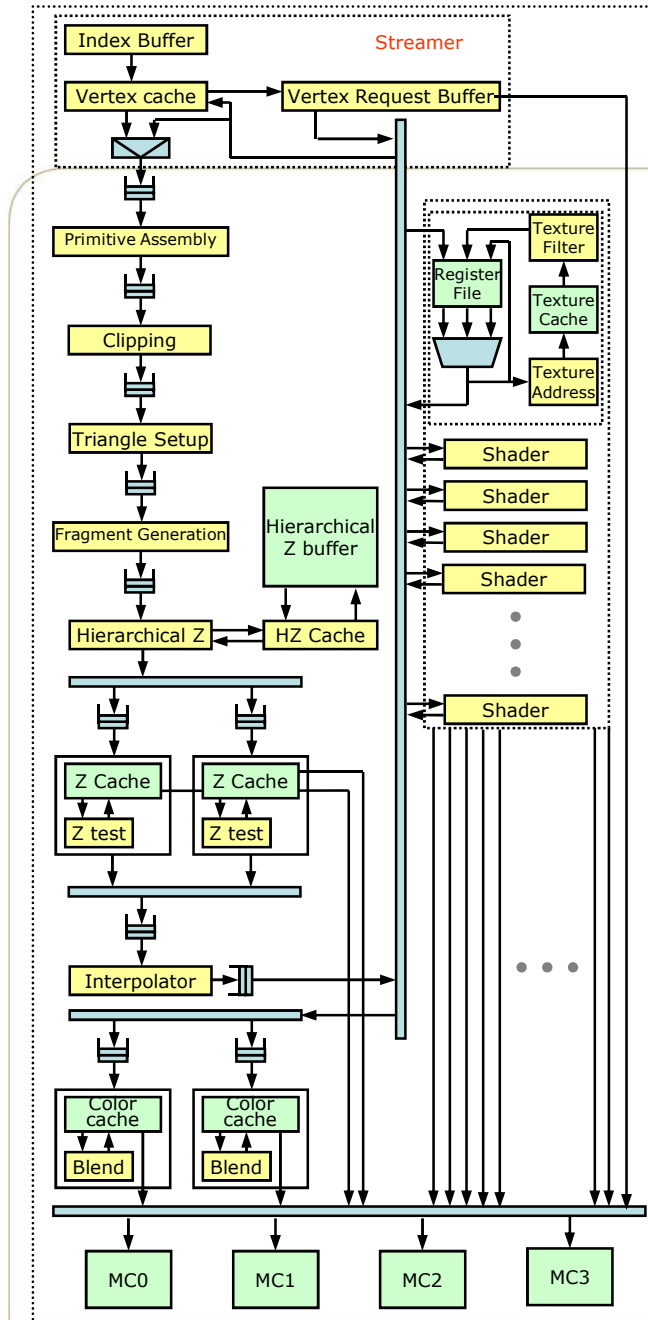 Index Buffer
Streamer
Vertex cache
Vertex Request Buffer
Primitive Assembly
Texture
Filter
Register
File
Texture
Cache
Clipping
Texture
Address
Triangle Setup
Shader
Shader
Hierarchical
Z buffer
Fragment Generation
Shader
Shader
Hierarchical Z
HZ Cache
Shader
Z Cache
Z Cache
Z test
Z test
Interpolator
Color
cache
Color
cache
Blend
Blend
MC0
MC1
MC2
MC3